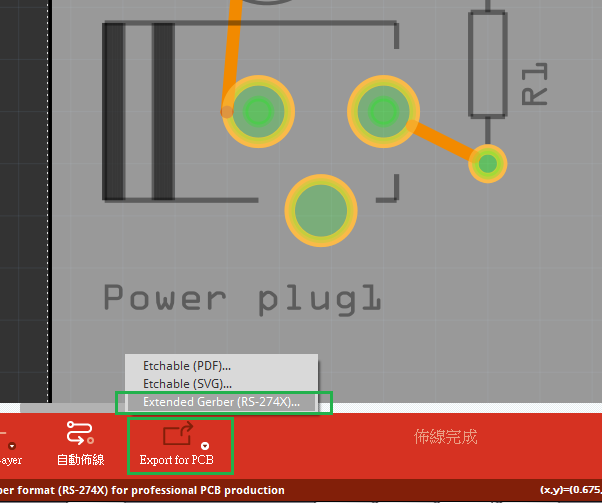 R1
Power plug1
Etchable (PDF)...
Etchable (SVG)...
Extended Gerber (RS-274X)...
ayer
自動佈線
Export for PCB
佈線完成
er format (RS-274X) for professional PCB production
(x,y)=(0.675,